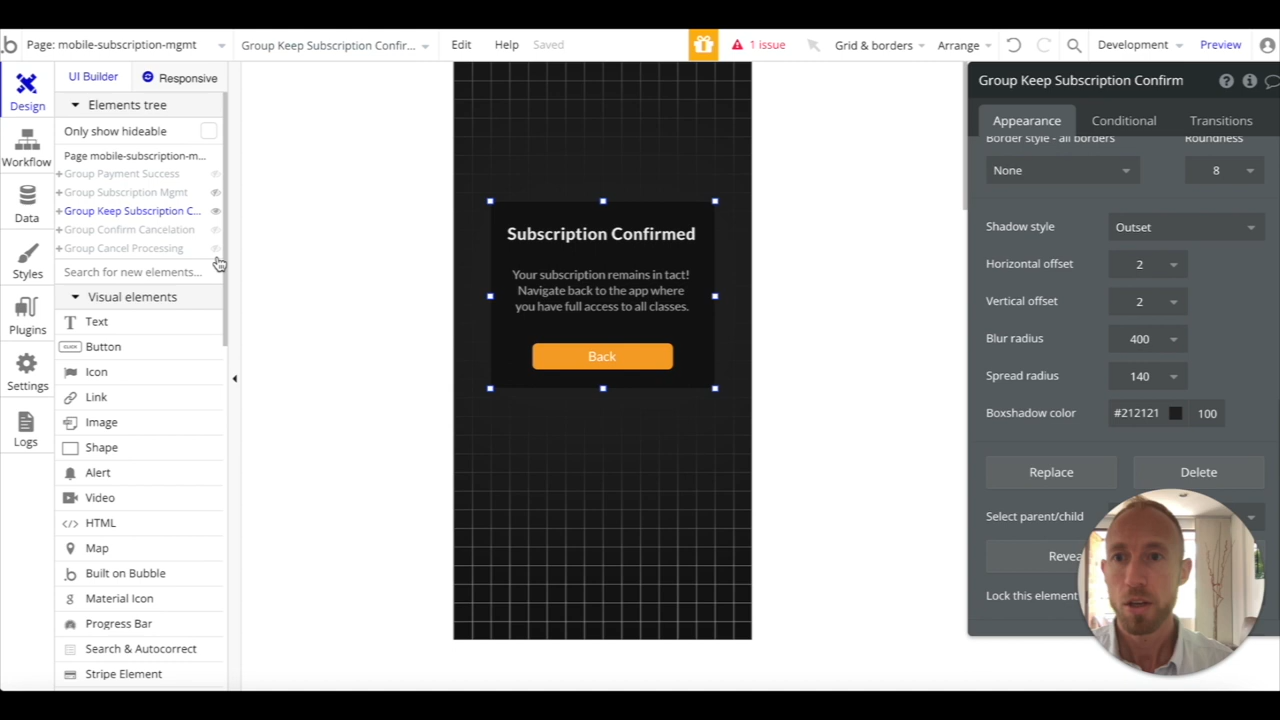 Page: mobile-subscription-mgmt
Group Keep Subscription Confir...
Edit
Help
Saved
1 issue
Grid & borders
Arrange
Development
Preview
Design
Workflow
Data
Styles
Plugins
Settings
Logs
UI Builder
Responsive
Elements tree
Only show hideable
Page mobile-subscription-m...
+Group Payment Success
+Group Subscription Mgmt
+Group Keep Subscription C...
+Group Confirm Cancelation
+Group Cancel Processing
Search for new elements...
Visual elements
Text
CLICK Button
Icon
Link
Image
Shape
Alert
Video
</> HTML
Map
Built on Bubble
Material Icon
Progress Bar
Search & Autocorrect
Stripe Element
Subscription Confirmed
Your subscription remains in tact!
Navigate back to the app where
you have full access to all classes.
Back
Group Keep Subscription Confirm
Appearance
Conditional
Transitions
Border style - all borders
Roundness
None
8
Shadow style
Outset
Horizontal offset
2
Vertical offset
2
Blur radius
400
Spread radius
140
Boxshadow color
#212121
100
Replace
Delete
Select parent/child
Lock this element